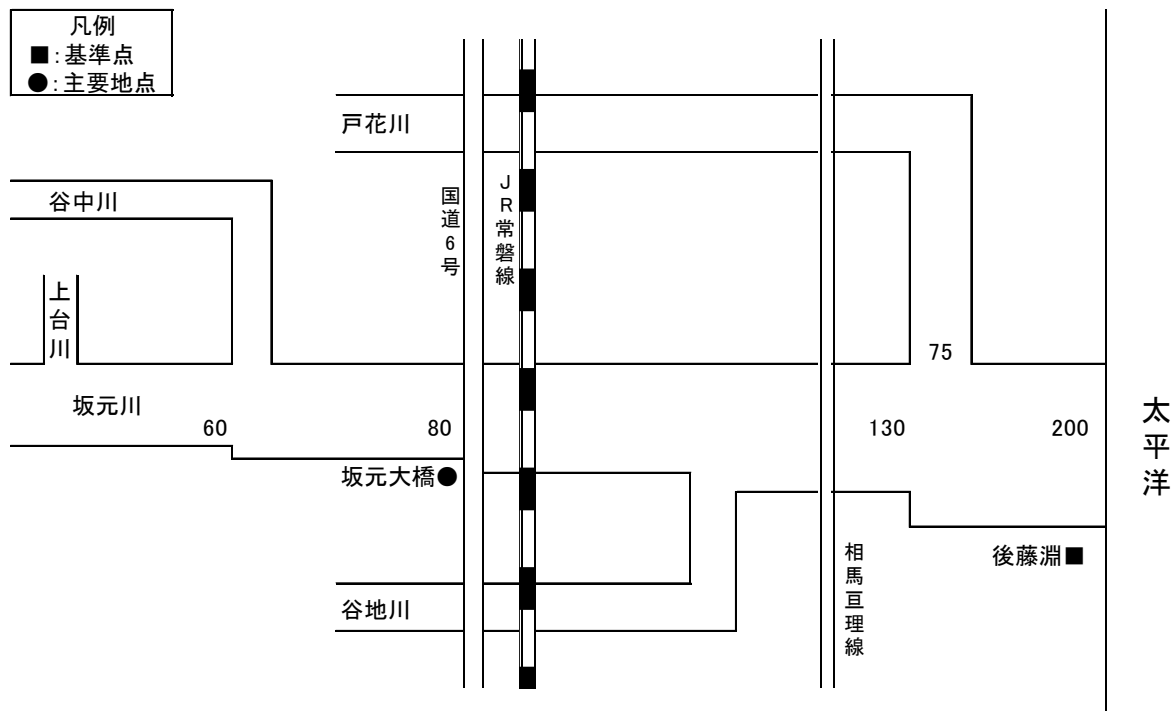 凡例
■:基準点
●:主要地点
戸花川
谷中川
国道6号
JR常磐線
上台川
75
坂元川
60
80
130
200
太平洋
坂元大橋●
後藤淵■
相馬亘理線
谷地川